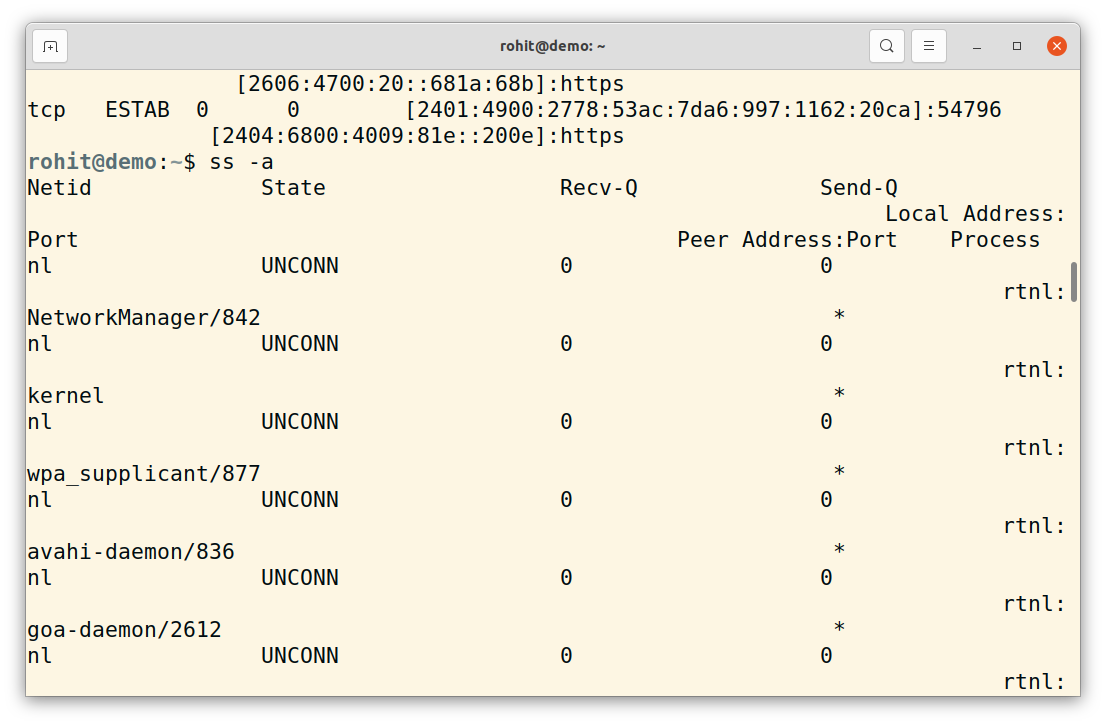 rohit@demo: ~
[2606:4700:20::681a:68b]:https
tcp   ESTAB  0      0        [2401:4900:2778:53ac:7da6:997:1162:20ca]:54796
[2404:6800:4009:81e::200e]:https
rohit@demo:~$ ss -a
Netid             State                  Recv-Q              Send-Q
Local Address:
Port                                              Peer Address:Port    Process
nl                UNCONN                 0                   0
rtnl:
NetworkManager/842                                            *
nl                UNCONN                 0                   0
rtnl:
kernel                                                        *
nl                UNCONN                 0                   0
rtnl:
wpa_supplicant/877                                            *
nl                UNCONN                 0                   0
rtnl:
avahi-daemon/836                                              *
nl                UNCONN                 0                   0
rtnl:
goa-daemon/2612                                               *
nl                UNCONN                 0                   0
rtnl: